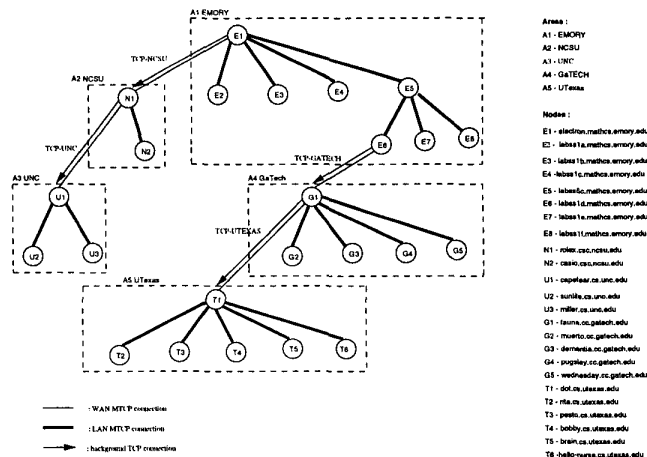 A1 EMORY
E1
TCP-NCSU
A2 NCSU
N1
E2
E3
E4
E5
N2
TCP-UNC
E6
E7
E8
TCP-GATECH
A3 UNC
A4 GaTech
U1
G1
TCP-UTEXAS
U2
U3
G2
G3
G4
G5
A5 UTexas
T1
T2
T3
T4
T5
T6
: WAN MTCP connection
: LAN MTCP connection
: background TCP connection
Areas :
A1 - EMORY
A2 - NCSU
A3 - UNC
A4 - GaTECH
A5 - UTexas
Nodes :
E1 - electron.mathcs.emory.edu
E2 - labss1a.mathcs.emory.edu
E3 - labss1b.mathcs.emory.edu
E4 -labss1c.mathcs.emory.edu
E5 - labss5c.mathcs.emory.edu
E6 - labss1d.mathcs.emory.edu
E7 - labss1e.mathcs.emory.edu
E8 - labss1f.mathcs.emory.edu
N1 - rolex.csc.ncsu.edu
N2 - casio.csc.ncsu.edu
U1 - capefear.cs.unc.edu
U2 - sunlite.cs.unc.edu
U3 - miller.cs.unc.edu
G1 - fauna.cc.gatech.edu
G2 - muerto.cc.gatech.edu
G3 - dementia.cc.gatech.edu
G4 - pugsley.cc.gatech.edu
G5 - wednesday.cc.gatech.edu
T1 - dot.cs.utexas.edu
T2 - rita.cs.utexas.edu
T3 - pesto.cs.utexas.edu
T4 - bobby.cs.utexas.edu
T5 - brain.cs.utexas.edu
T6 -hello-nurse.cs.utexas.edu